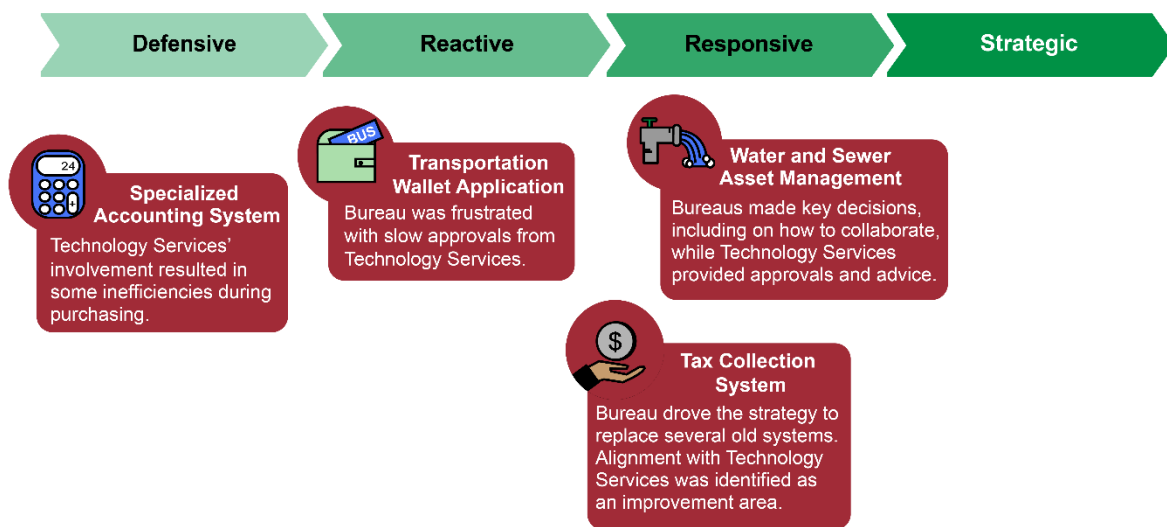 Defensive
Reactive
Responsive
Strategic
24
+
Specialized
Accounting System
Technology Services’
involvement resulted in
some inefficiencies during
purchasing.
BUS
Transportation
Wallet Application
Bureau was frustrated
with slow approvals from
Technology Services.
Water and Sewer
Asset Management
Bureaus made key decisions,
including on how to collaborate,
while Technology Services
provided approvals and advice.
$
Tax Collection
System
Bureau drove the strategy to
replace several old systems.
Alignment with Technology
Services was identified as
an improvement area.